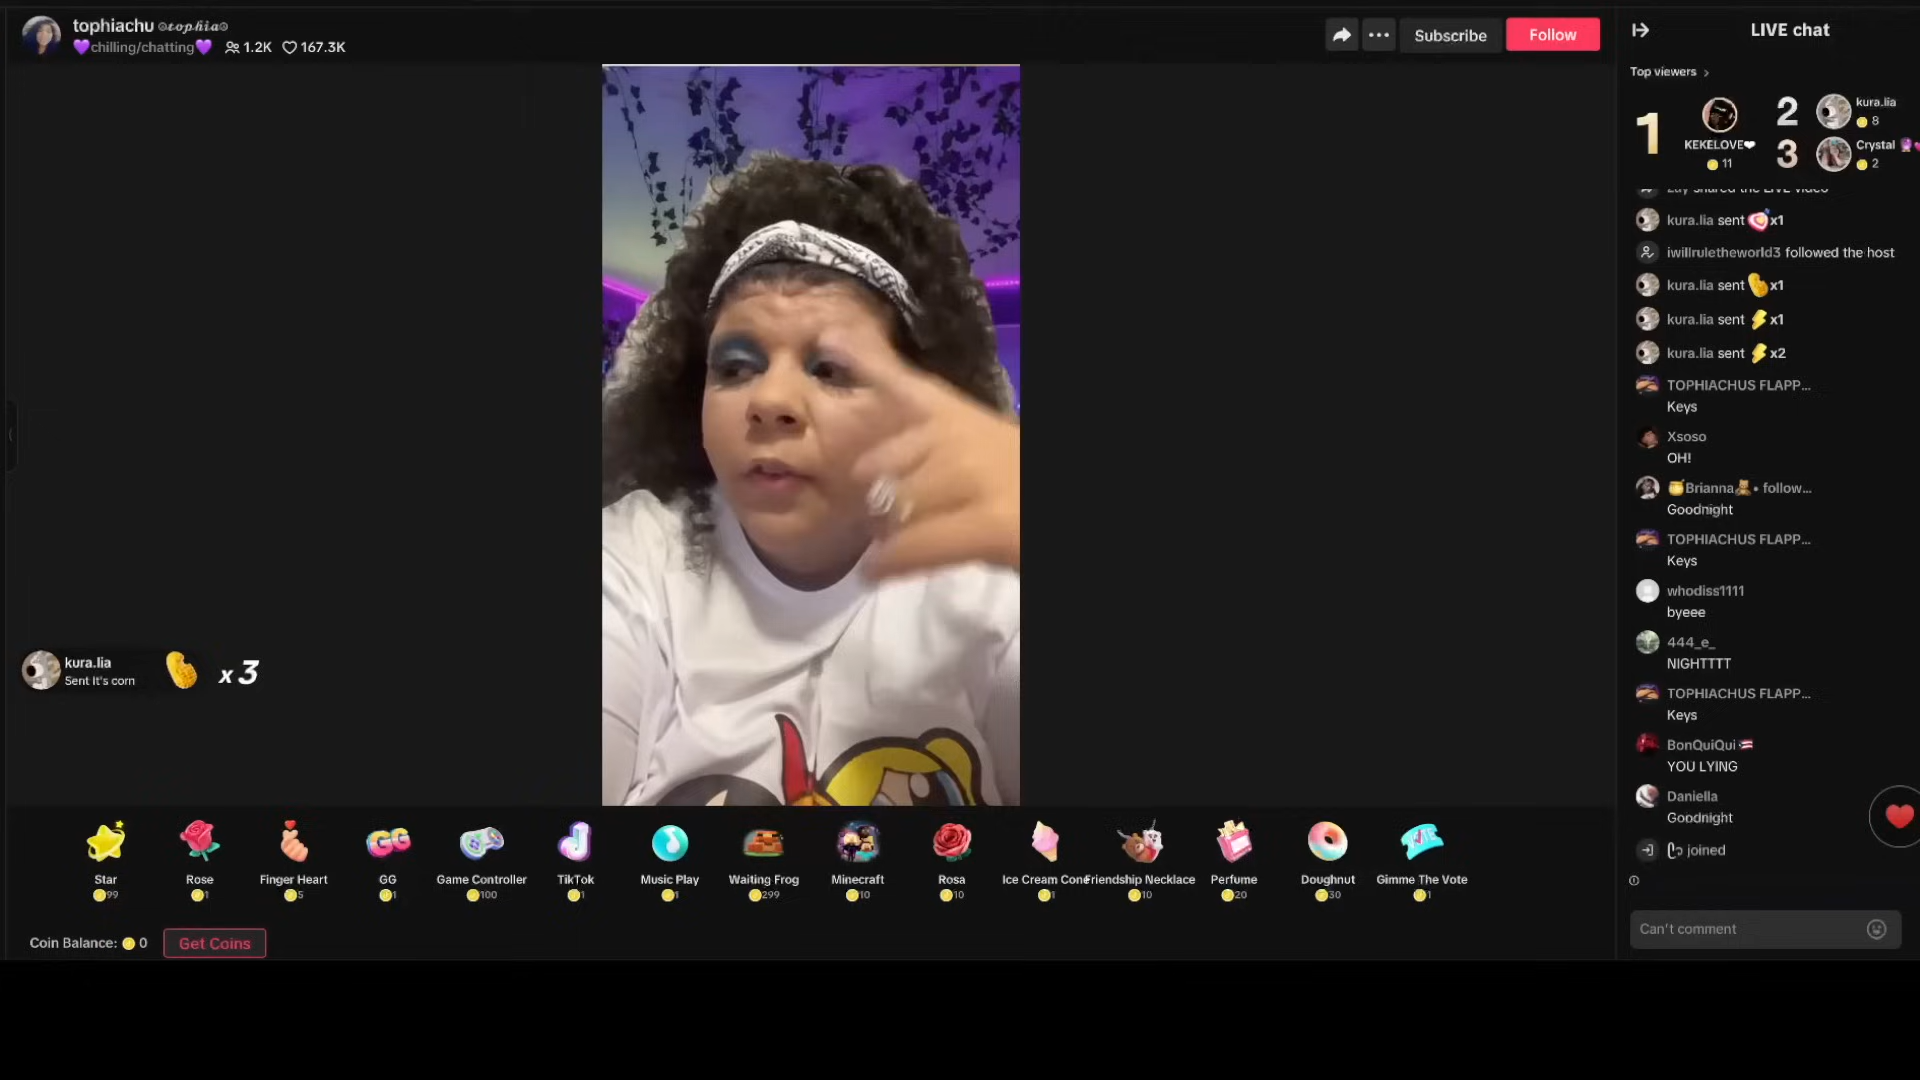 tophiachu ☮𝓽𝓸𝓹𝓱𝓲𝓪☮
💜chilling/chatting💜 1.2K 167.3K
Subscribe
Follow
LIVE chat
Top viewers >
1
KEKELOVE❤
11
2
kura.lia
8
3
Crystal
2
zay shared the LIVE video
kura.lia sent x1
iwillruletheworld3 followed the host
kura.lia sent x1
kura.lia sent x1
kura.lia sent x2
TOPHIACHUS FLAPP...
Keys
Xsoso
OH!
🍯Brianna🧸• follow...
Goodnight
TOPHIACHUS FLAPP...
Keys
whodiss1111
byeee
444_e_
NIGHTTTT
TOPHIACHUS FLAPP...
Keys
BonQuiQui🇵🇷
YOU LYING
Daniella
Goodnight
joined
Can't comment
kura.lia
Sent It's corn
x 3
Star
99
Rose
1
Finger Heart
5
GG
1
Game Controller
100
TikTok
1
Music Play
1
Waiting Frog
299
Minecraft
10
Rosa
10
Ice Cream Cone
1
Friendship Necklace
10
Perfume
20
Doughnut
30
Gimme The Vote
1
Coin Balance: 0
Get Coins